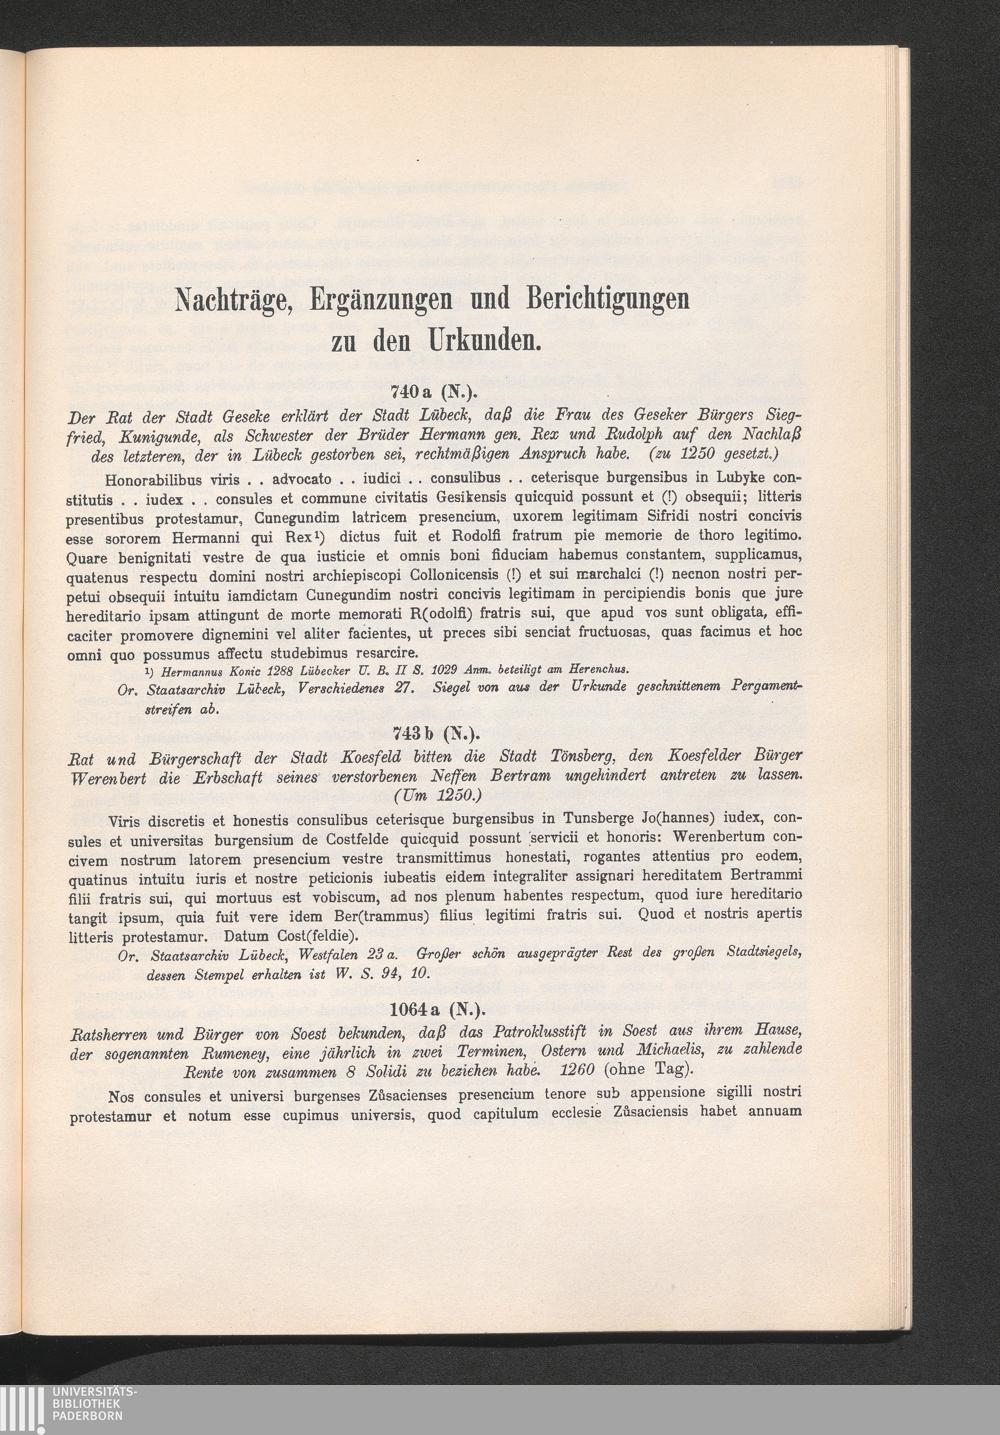 Nachträge, Ergänzungen und Berichtigungen
zu den Urkunden.
740a (N.).
Der Rat der Stadt Geseke erklärt der Stadt Lübeck, daß die Frau des Geseker Bürgers Sieg-
fried, Kunigunde, als Schwester der Brüder Hermann gen. Rex und Rudolph auf den Nachlaß
des letzteren, der in Lübeck gestorben sei, rechtmäßigen Anspruch habe. (zu 1250 gesetzt.)
Honorabilibus viris . . advocato . . iudici . . consulibus . . ceterisque burgensibus in Lubyke con-
stitutis . . iudex . . consules et commune civitatis Gesikensis quicquid possunt et (!) obsequii; litteris
presentibus protestamur, Cunegundim latricem presencium, uxorem legitimam Sifridi nostri concivis
esse sororem Hermanni qui Rex¹) dictus fuit et Rodolfi fratrum pie memorie de thoro legitimo.
Quare benignitati vestre de qua iusticie et omnis boni fiduciam habemus constantem, supplicamus,
quatenus respectu domini nostri archiepiscopi Collonicensis (!) et sui marchalci (!) necnon nostri per-
petui obsequii intuitu iamdictam Cunegundim nostri concivis legitimam in percipiendis bonis que jure
hereditario ipsam attingunt de morte memorati R(odolfi) fratris sui, que apud vos sunt obligata, effi-
caciter promovere dignemini vel aliter facientes, ut preces sibi senciat fructuosas, quas facimus et hoc
omni quo possumus affectu studebimus resarcire.
¹) Hermannus Konic 1288 Lübecker U. B. II S. 1029 Anm. beteiligt am Herenchus.
Or. Staatsarchiv Lübeck, Verschiedenes 27. Siegel von aus der Urkunde geschnittenem Pergament-
streifen ab.
743b (N.).
Rat und Bürgerschaft der Stadt Koesfeld bitten die Stadt Tönsberg, den Koesfelder Bürger
Werenbert die Erbschaft seines verstorbenen Neffen Bertram ungehindert antreten zu lassen.
(Um 1250.)
Viris discretis et honestis consulibus ceterisque burgensibus in Tunsberge Jo(hannes) iudex, con-
sules et universitas burgensium de Costfelde quicquid possunt servicii et honoris: Werenbertum con-
civem nostrum latorem presencium vestre transmittimus honestati, rogantes attentius pro eodem,
quatinus intuitu iuris et nostre peticionis iubeatis eidem integraliter assignari hereditatem Bertrammi
filii fratris sui, qui mortuus est vobiscum, ad nos plenum habentes respectum, quod iure hereditario
tangit ipsum, quia fuit vere idem Ber(trammus) filius legitimi fratris sui. Quod et nostris apertis
litteris protestamur. Datum Cost(feldie).
Or. Staatsarchiv Lübeck, Westfalen 23a. Großer schön ausgeprägter Rest des großen Stadtsiegels,
dessen Stempel erhalten ist W. S. 94, 10.
1064a (N.).
Ratsherren und Bürger von Soest bekunden, daß das Patroklusstift in Soest aus ihrem Hause,
der sogenannten Rumeney, eine jährlich in zwei Terminen, Ostern und Michaelis, zu zahlende
Rente von zusammen 8 Solidi zu beziehen habe. 1260 (ohne Tag).
Nos consules et universi burgenses Zůsacienses presencium tenore sub appensione sigilli nostri
protestamur et notum esse cupimus universis, quod capitulum ecclesie Zůsaciensis habet annuam
UNIVERSITÄTS-
BIBLIOTHEK
PADERBORN